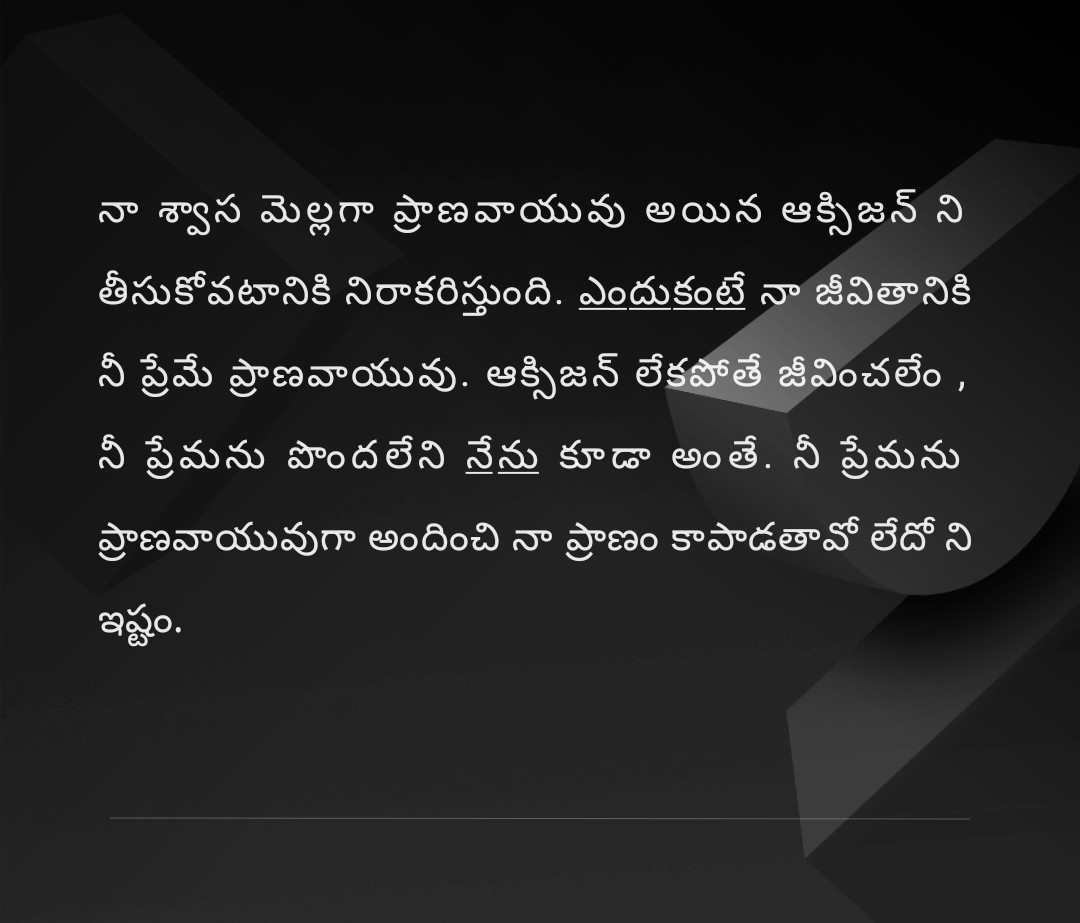 నా శ్వాస మెల్లగా ప్రాణవాయువు అయిన ఆక్సిజన్ ని
తీసుకోవటానికి నిరాకరిస్తుంది. ఎందుకంటే నా జీవితానికి
నీ ప్రేమే ప్రాణవాయువు. ఆక్సిజన్ లేకపోతే జీవించలేం ,
నీ ప్రేమను పొందలేని నేను కూడా అంతే. నీ ప్రేమను
ప్రాణవాయువుగా అందించి నా ప్రాణం కాపాడతావో లేదో ని
ఇష్టం.